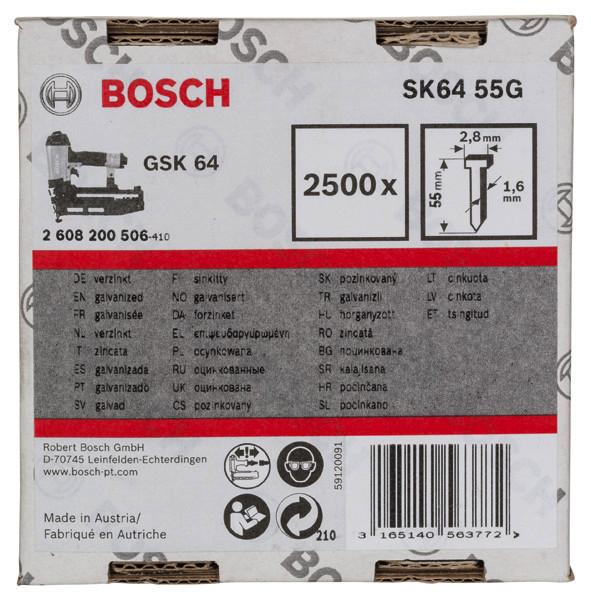 BOSCH
SK64 55G
GSK 64
2500 x
2,8 mm
55 mm
1,6
mm
2 608 200 506-410
DE verzinkt
EN galvanized
FR galvanisée
NL verzinkt
IT zincata
ES galvanizada
PT galvanizado
SV galvad
FI sinkitty
NO galvanisert
DA forzinket
EL επιψευδαργυρωμένη
PL ocynkowana
RU оцинкованные
UK оцинкована
CS pozinkovaný
SK pozinkovaný
TR galvanizli
HU horganyzott
RO zincată
BG поцинкована
SR kalajisana
HR pocinčana
SL pocinkano
LT cinkuota
LV cinkota
ET tsingitud
Robert Bosch GmbH
D-70745 Leinfelden-Echterdingen
www.bosch-pt.com
Made in Austria/
Fabriqué en Autriche
210
59120091
3 165140 563772 >